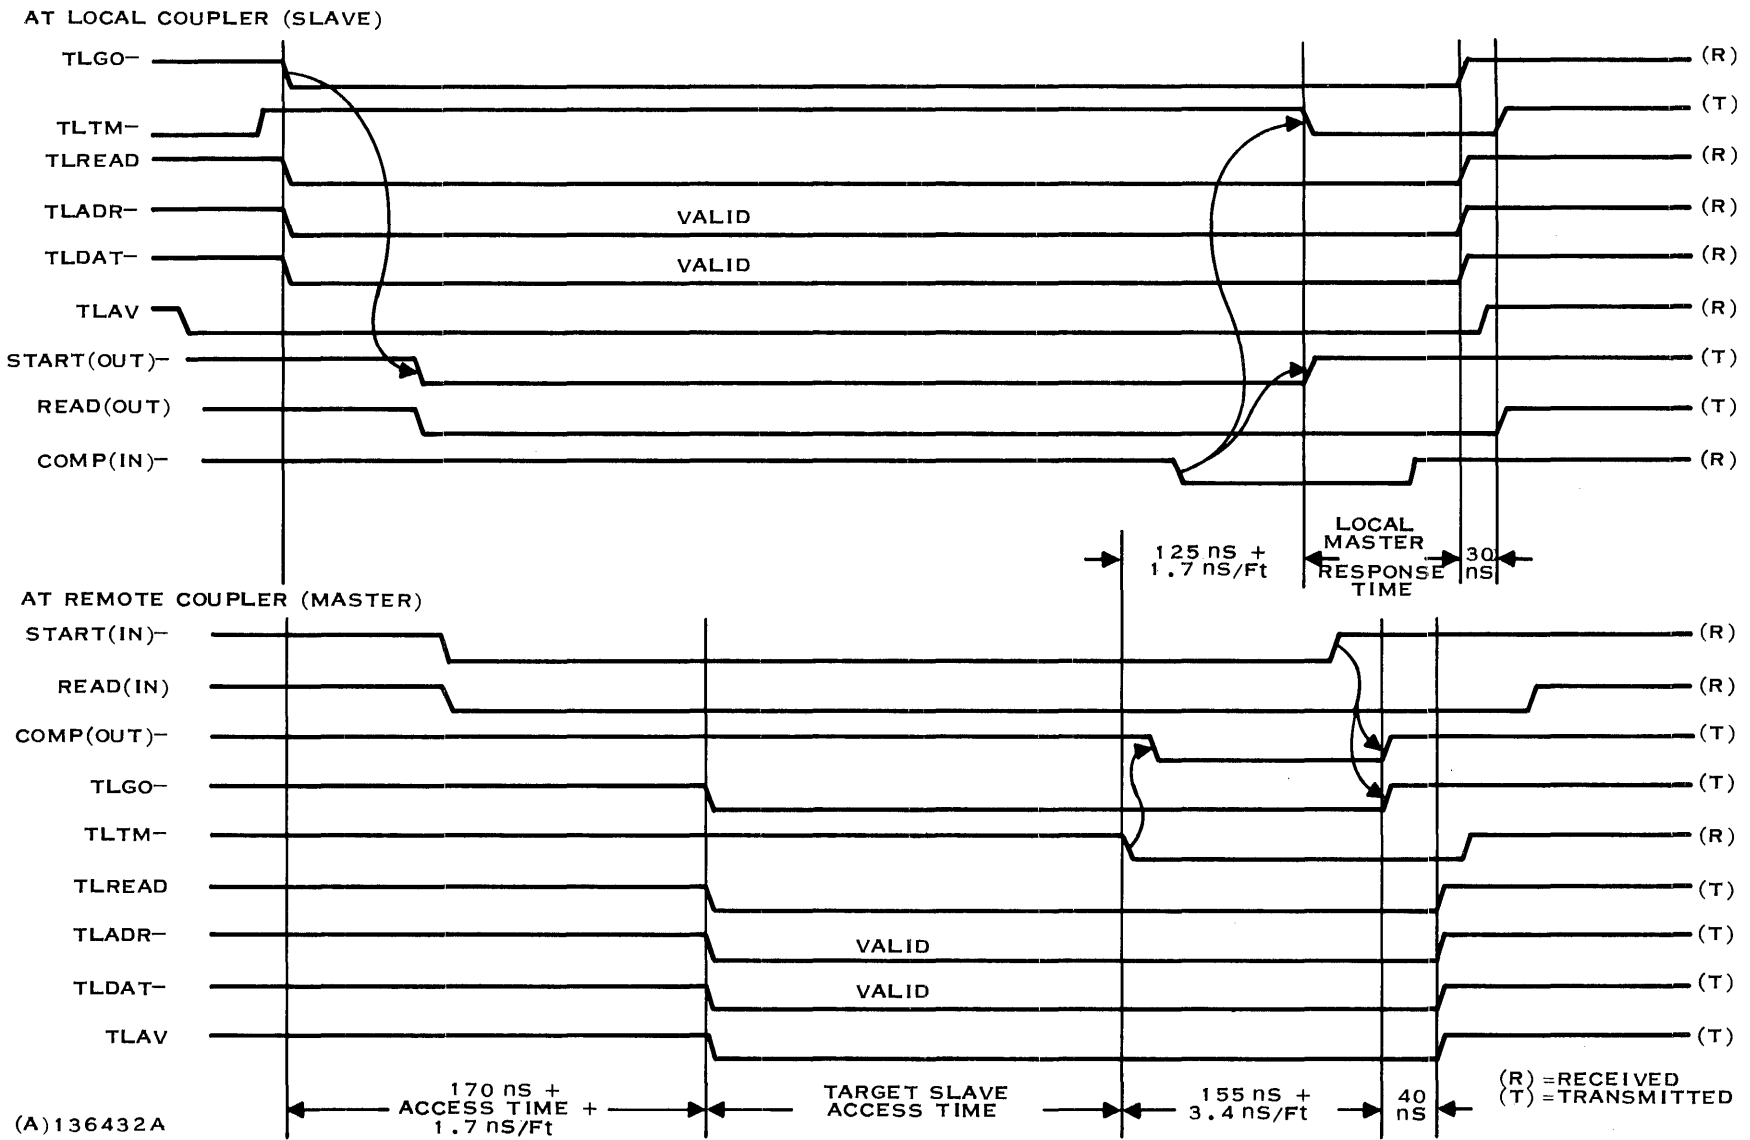 AT LOCAL COUPLER (SLAVE)
TLGO— (R)
TLTM— (T)
TLREAD (R)
TLADR— VALID (R)
TLDAT— VALID (R)
TLAV (R)
START(OUT)— (T)
READ(OUT) (T)
COMP(IN)— (R)
125 nS +
1.7 nS/Ft
LOCAL
MASTER
RESPONSE
TIME
30
nS
AT REMOTE COUPLER (MASTER)
START(IN)— (R)
READ(IN) (R)
COMP(OUT)— (T)
TLGO— (T)
TLTM— (R)
TLREAD (T)
TLADR— VALID (T)
TLDAT— VALID (T)
TLAV (T)
170 nS +
ACCESS TIME +
1.7 nS/Ft
TARGET SLAVE
ACCESS TIME
155 nS +
3.4 nS/Ft
40
nS
(R) =RECEIVED
(T) =TRANSMITTED
(A)136432A